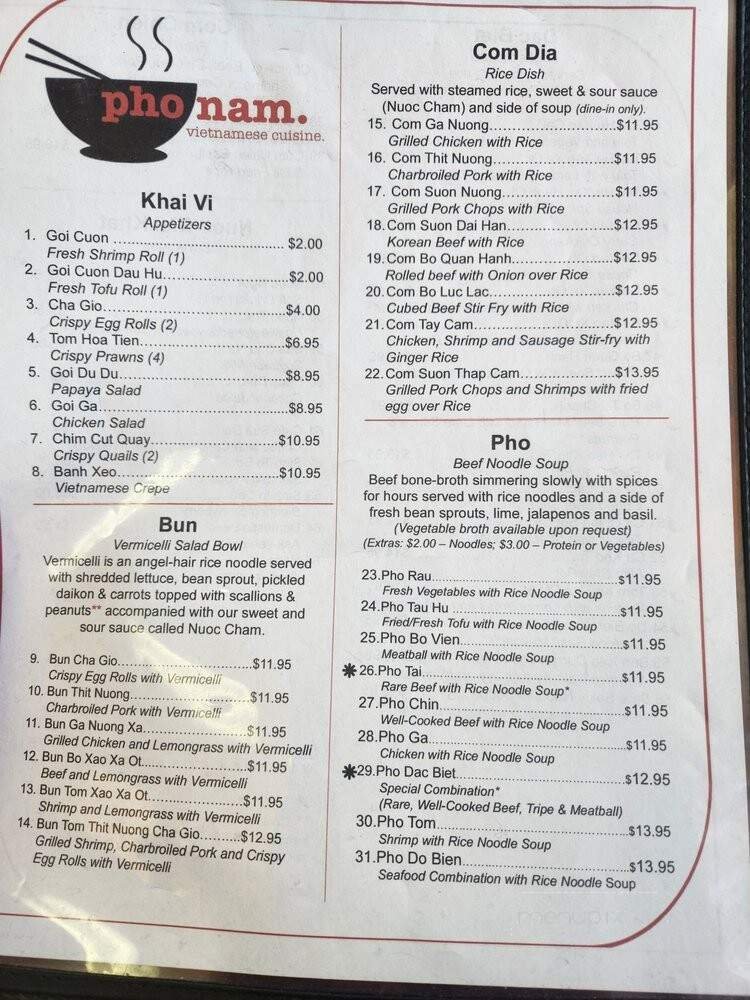 pho nam.
vietnamese cuisine.
Khai Vi
Appetizers
1. Goi Cuon ........................ $2.00
Fresh Shrimp Roll (1)
2. Goi Cuon Dau Hu........................$2.00
Fresh Tofu Roll (1)
3. Cha Gio........................$4.00
Crispy Egg Rolls (2)
4. Tom Hoa Tien........................$6.95
Crispy Prawns (4)
5. Goi Du Du........................$8.95
Papaya Salad
6. Goi Ga........................$8.95
Chicken Salad
7. Chim Cut Quay........................$10.95
Crispy Quails (2)
8. Banh Xeo........................$10.95
Vietnamese Crepe
Bun
Vermicelli Salad Bowl
Vermicelli is an angel-hair rice noodle served
with shredded lettuce, bean sprout, pickled
daikon & carrots topped with scallions &
peanuts** accompanied with our sweet and
sour sauce called Nuoc Cham.
9. Bun Cha Gio........................$11.95
Crispy Egg Rolls with Vermicelli
10. Bun Thit Nuong........................$11.95
Charbroiled Pork with Vermicelli
11. Bun Ga Nuong Xa........................$11.95
Grilled Chicken and Lemongrass with Vermicelli
12. Bun Bo Xao Xa Ot........................$11.95
Beef and Lemongrass with Vermicelli
13. Bun Tom Xao Xa Ot........................$11.95
Shrimp and Lemongrass with Vermicelli
14. Bun Tom Thit Nuong Cha Gio.........$12.95
Grilled Shrimp, Charbroiled Pork and Crispy
Egg Rolls with Vermicelli
Com Dia
Rice Dish
Served with steamed rice, sweet & sour sauce
(Nuoc Cham) and side of soup (dine-in only).
15. Com Ga Nuong........................$11.95
Grilled Chicken with Rice
16. Com Thit Nuong........................$11.95
Charbroiled Pork with Rice
17. Com Suon Nuong........................$11.95
Grilled Pork Chops with Rice
18.Com Suon Dai Han........................$12.95
Korean Beef with Rice
19.Com Bo Quan Hanh........................$12.95
Rolled beef with Onion over Rice
20.Com Bo Luc Lac........................$12.95
Cubed Beef Stir Fry with Rice
21.Com Tay Cam........................$12.95
Chicken, Shrimp and Sausage Stir-fry with
Ginger Rice
22.Com Suon Thap Cam........................$13.95
Grilled Pork Chops and Shrimps with fried
egg over Rice
Pho
Beef Noodle Soup
Beef bone-broth simmering slowly with spices
for hours served with rice noodles and a side of
fresh bean sprouts, lime, jalapenos and basil.
(Vegetable broth available upon request)
(Extras: $2.00 – Noodles; $3.00 – Protein or Vegetables)
23.Pho Rau........................$11.95
Fresh Vegetables with Rice Noodle Soup
24.Pho Tau Hu ........................$11.95
Fried/Fresh Tofu with Rice Noodle Soup
25.Pho Bo Vien........................$11.95
Meatball with Rice Noodle Soup
✱26.Pho Tai........................$11.95
Rare Beef with Rice Noodle Soup*
27.Pho Chin........................$11.95
Well-Cooked Beef with Rice Noodle Soup
28.Pho Ga........................$11.95
Chicken with Rice Noodle Soup
✱29.Pho Dac Biet........................$12.95
Special Combination*
(Rare, Well-Cooked Beef, Tripe & Meatball)
30.Pho Tom........................$13.95
Shrimp with Rice Noodle Soup
31.Pho Do Bien........................$13.95
Seafood Combination with Rice Noodle Soup